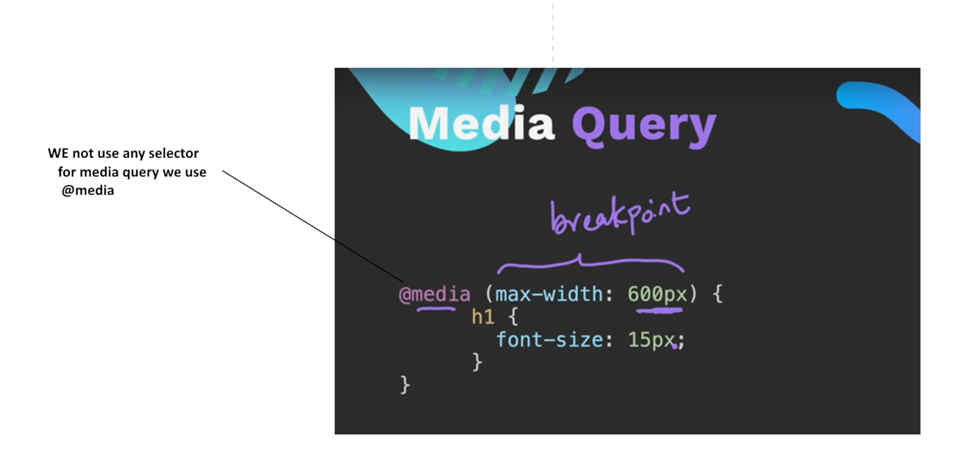 Media Query
WE not use any selector
for media query we use
@media
breakpoint
@media (max-width: 600px) {
h1 {
font-size: 15px;
}
}